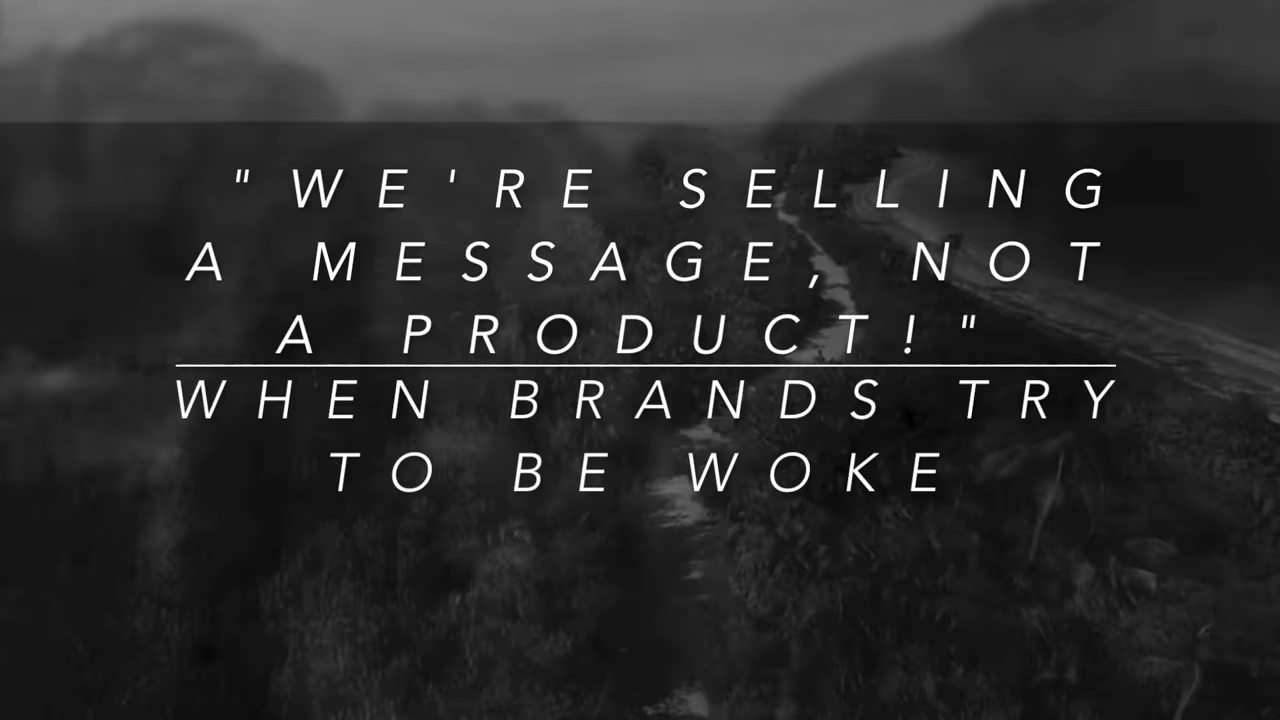 "WE'RE SELLING
A MESSAGE, NOT
A PRODUCT!"
WHEN BRANDS TRY
TO BE WOKE